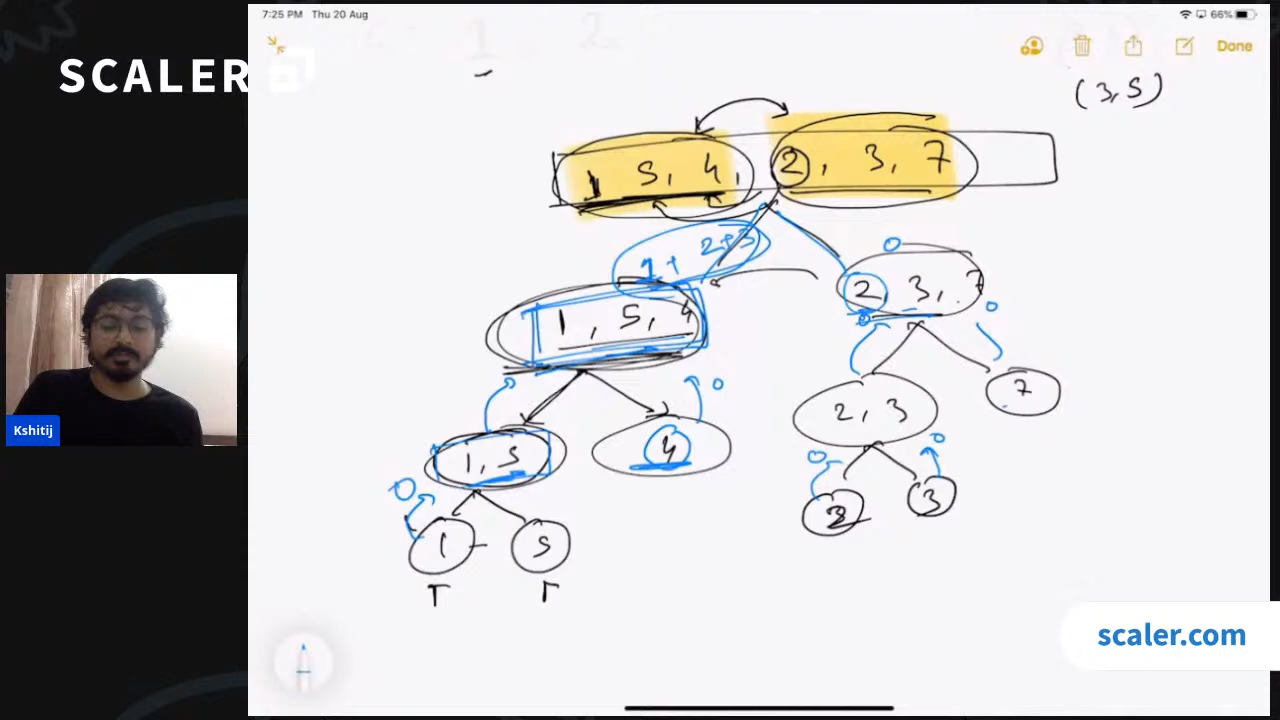 7:25 PM Thu 20 Aug
66%
SCALER
Done
(3,5)
1 5, 4, 2, 3, 7
1 + 2+3
0
1, 5, 4
2, 3, 7
0
0
0
2, 3
7
1, 5
4
0
0
0
1
5
3
Kshitij
scaler.com